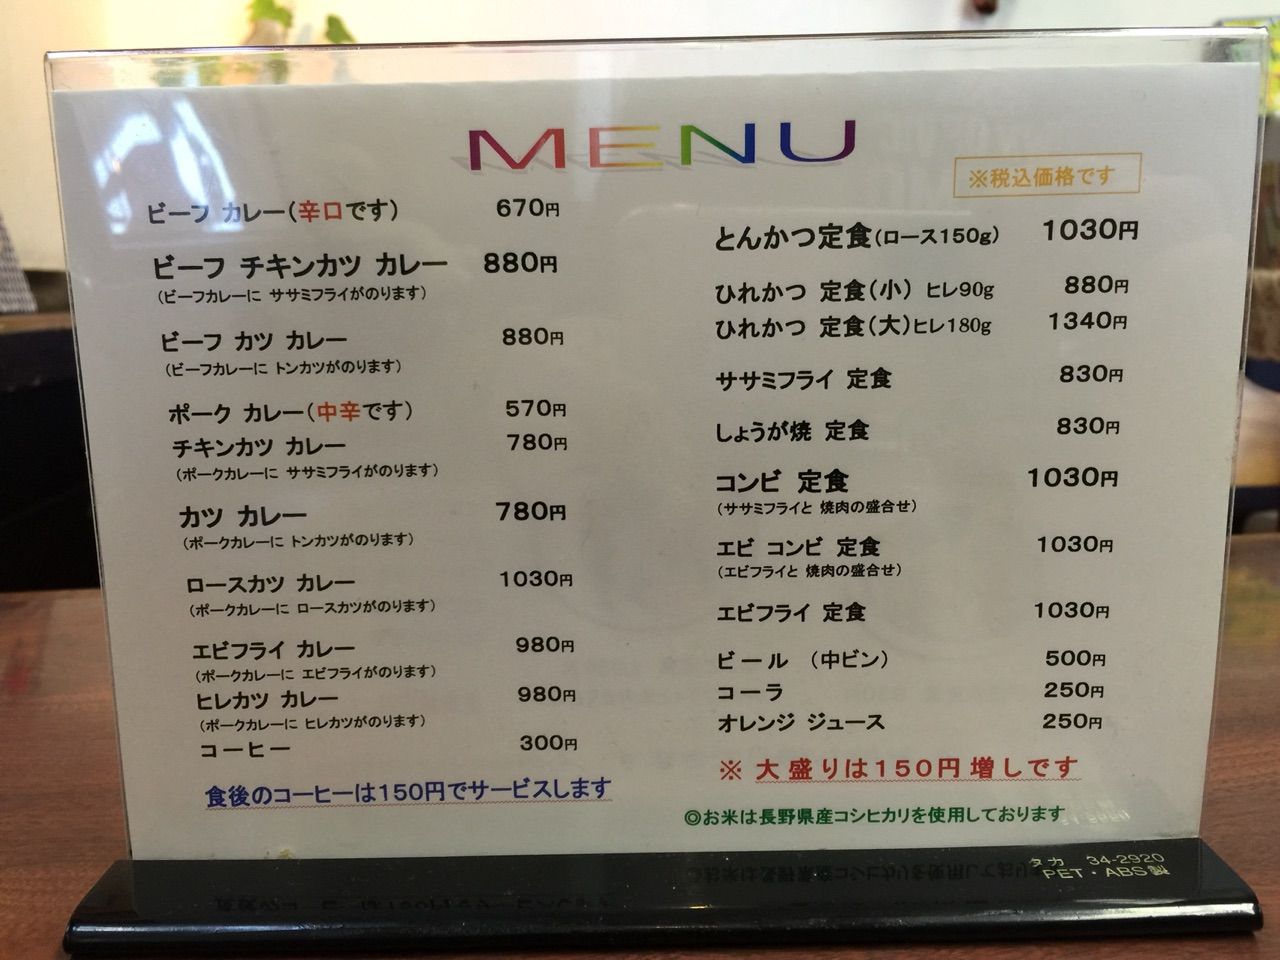 MENU
※税込価格です
ビーフ カレー(辛口です) 670円
ビーフ チキンカツ カレー 880円
(ビーフカレーに ササミフライがのります)
ビーフ カツ カレー 880円
(ビーフカレーに トンカツがのります)
ポーク カレー(中辛です) 570円
チキンカツ カレー 780円
(ポークカレーに ササミフライがのります)
カツ カレー 780円
(ポークカレーに トンカツがのります)
ロースカツ カレー 1030円
(ポークカレーに ロースカツがのります)
エビフライ カレー 980円
(ポークカレーに エビフライがのります)
ヒレカツ カレー 980円
(ポークカレーに ヒレカツがのります)
コーヒー 300円
食後のコーヒーは150円でサービスします
とんかつ定食(ロース150g) 1030円
ひれかつ 定食(小) ヒレ90g 880円
ひれかつ 定食(大)ヒレ180g 1340円
ササミフライ 定食 830円
しょうが焼 定食 830円
コンビ 定食 1030円
(ササミフライと 焼肉の盛合せ)
エビ コンビ 定食 1030円
(エビフライと 焼肉の盛合せ)
エビフライ 定食 1030円
ビール (中ビン) 500円
コーラ 250円
オレンジ ジュース 250円
※ 大盛りは150円増しです
◎お米は長野県産コシヒカリを使用しております
タカ 34-2920
PET・ABS製